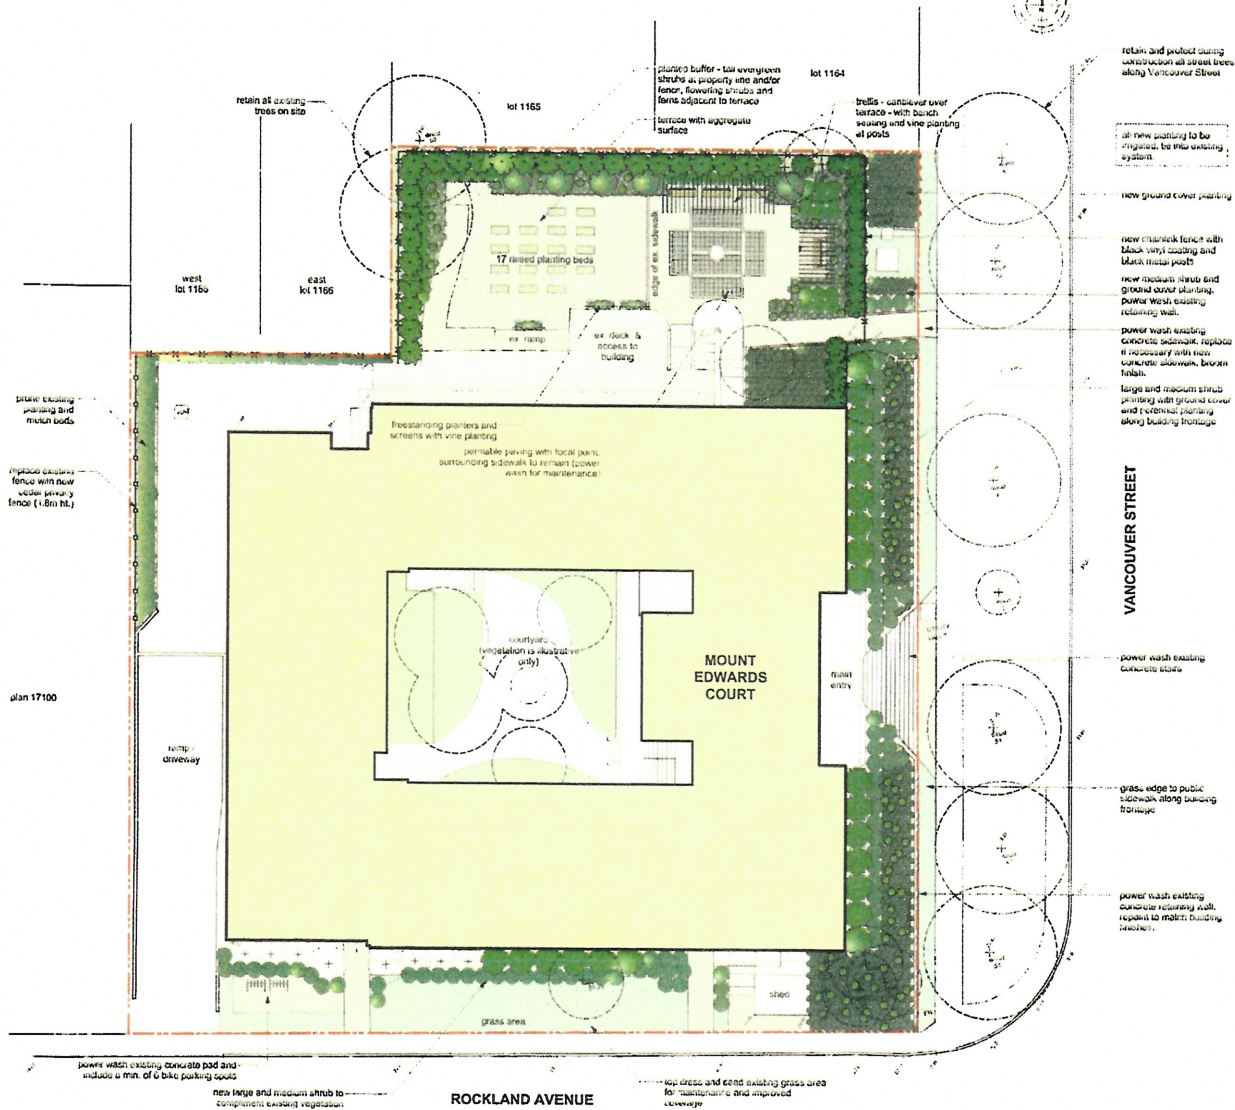 N
retain and protect during
construction all street trees
along Vancouver Street
planted buffer - tall evergreen
shrubs at property line and/or
fence, flowering shrubs and
ferns adjacent to terrace
lot 1164
lot 1165
retain all existing
trees on site
trellis - cantilever over
terrace - with bench
seating and vine planting
at posts
terrace with aggregate
surface
all new planting to be
irrigated, tie into existing
system.
new ground cover planting
new chainlink fence with
black vinyl coating and
black metal posts
new medium shrub and
ground cover planting.
power wash existing
retaining wall.
power wash existing
concrete sidewalk, replace
if necessary with new
concrete sidewalk, broom
finish.
large and medium shrub
planting with ground cover
and perennial planting
along building frontage
17 raised planting beds
edge of ex. sidewalk
west
lot 1166
east
lot 1166
ex. ramp
ex. deck &
access to
building
prune existing
planting and
mulch beds
freestanding planters and
screens with vine planting
permable paving with focal point,
surrounding sidewalk to remain (power
wash for maintenance)
replace existing
fence with new
cedar privacy
fence (1.8m ht.)
VANCOUVER STREET
courtyard
(vegetation is illustrative
only)
MOUNT
EDWARDS
COURT
main
entry
power wash existing
concrete stairs
plan 17100
ramp /
driveway
grass edge to public
sidewalk along building
frontage
power wash existing
concrete retaining wall,
repaint to match building
finishes.
shed
grass area
power wash existing concrete pad and
include a min. of 6 bike parking spots
new large and medium shrub to
compliment existing vegetation
top dress and seed existing grass area
for maintenance and improved
coverage
ROCKLAND AVENUE